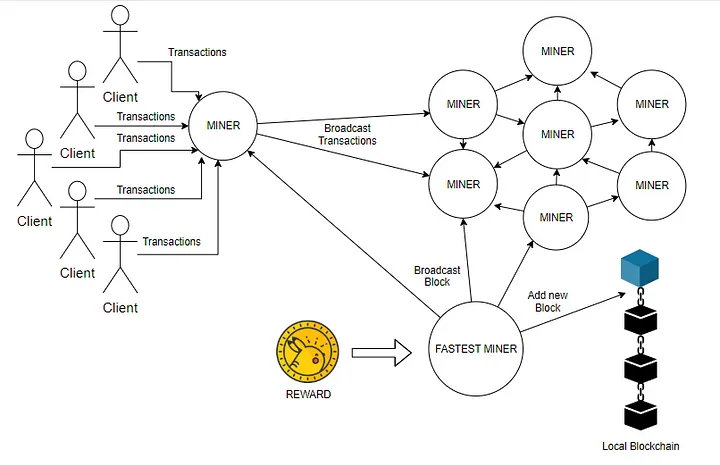 Transactions
Client
Transactions
Client
Transactions
Client
Transactions
Client
Transactions
Client
MINER
Broadcast
Transactions
MINER
MINER
MINER
MINER
MINER
MINER
MINER
Broadcast
Block
Add new
Block
FASTEST MINER
REWARD
Local Blockchain